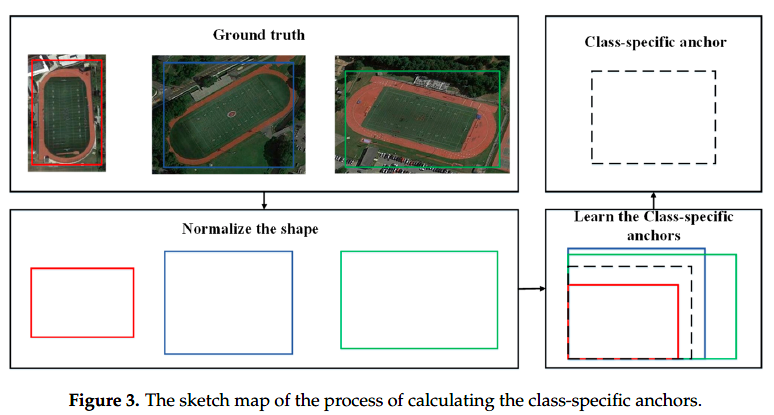 Ground truth
Class-specific anchor
Normalize the shape
Learn the Class-specific
anchors
Figure 3. The sketch map of the process of calculating the class-specific anchors.